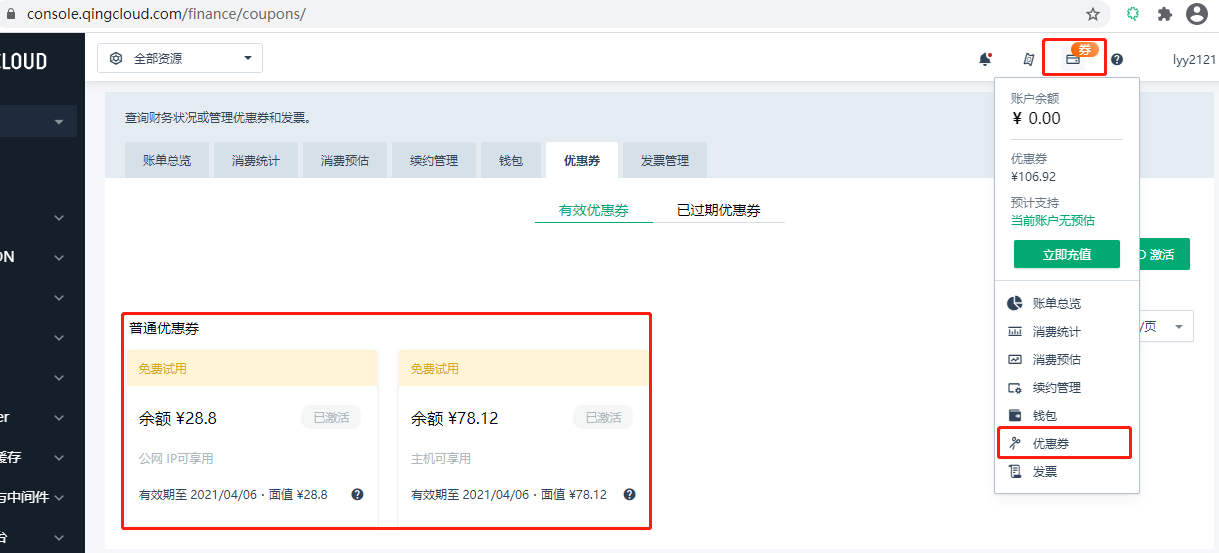 console.qingcloud.com/finance/coupons/
CLOUD
全部资源
券
lyy2121
查询财务状况或管理优惠券和发票。
账单总览
消费统计
消费预估
续约管理
钱包
优惠券
发票管理
有效优惠券
已过期优惠券
激活
/页
账户余额
¥ 0.00
优惠券
¥106.92
预计支持
当前账户无预估
立即充值
账单总览
消费统计
消费预估
续约管理
钱包
优惠券
发票
普通优惠券
免费试用
余额 ¥28.8
已激活
公网 IP可享用
有效期至 2021/04/06・面值 ¥28.8
免费试用
余额 ¥78.12
已激活
主机可享用
有效期至 2021/04/06・面值 ¥78.12
ON
er
缓存
与中间件
台